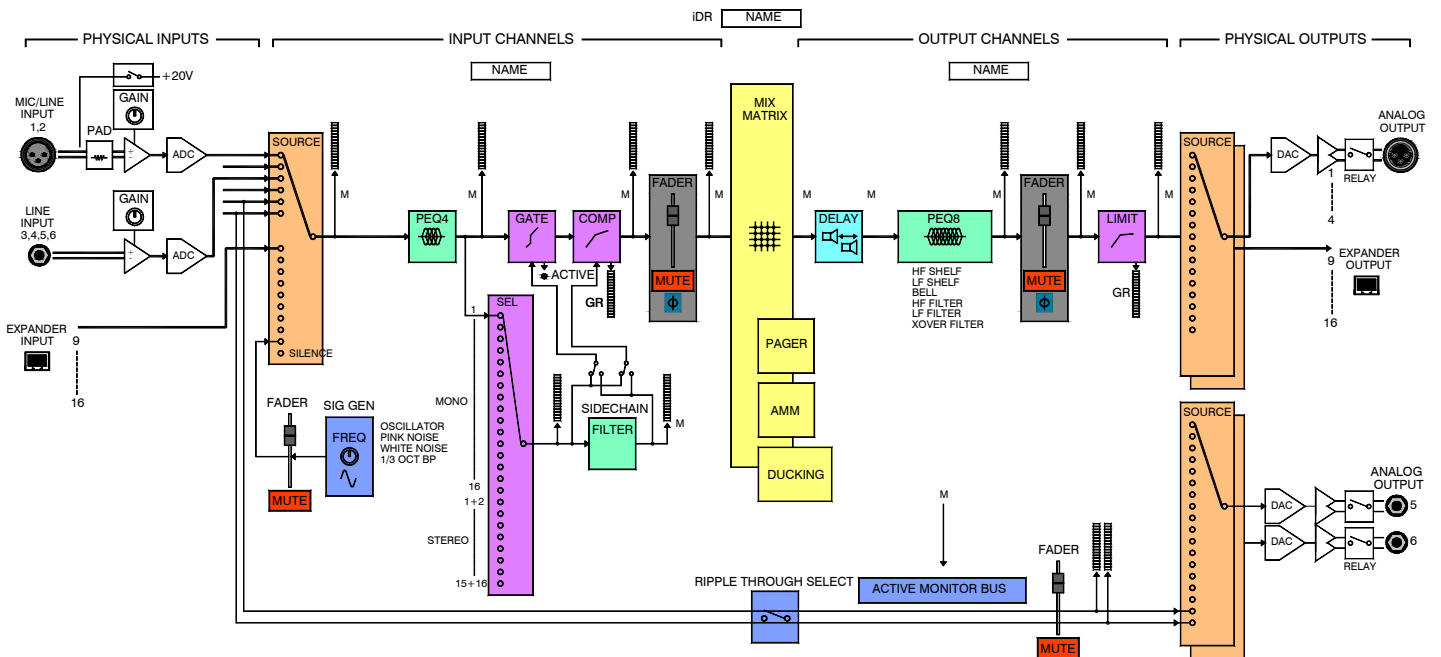 iDR NAME
PHYSICAL INPUTS
INPUT CHANNELS
OUTPUT CHANNELS
PHYSICAL OUTPUTS
NAME
NAME
+20V
MIC/LINE
INPUT
1,2
GAIN
PAD
+
-
ADC
LINE
INPUT
3,4,5,6
GAIN
+
-
ADC
EXPANDER
INPUT
9
16
SOURCE
SILENCE
M
PEQ4
M
GATE
ACTIVE
COMP
GR
M
FADER
MUTE
ϕ
M
SEL
1
MONO
16
1+2
STEREO
15+16
SIDECHAIN
FILTER
M
FADER
MUTE
SIG GEN
FREQ
OSCILLATOR
PINK NOISE
WHITE NOISE
1/3 OCT BP
MIX
MATRIX
PAGER
AMM
DUCKING
M
DELAY
M
PEQ8
HF SHELF
LF SHELF
BELL
HF FILTER
LF FILTER
XOVER FILTER
M
FADER
MUTE
ϕ
M
LIMIT
GR
M
SOURCE
DAC
1
4
RELAY
ANALOG
OUTPUT
9
16
EXPANDER
OUTPUT
SOURCE
DAC
DAC
RELAY
ANALOG
OUTPUT
5
6
M
ACTIVE MONITOR BUS
RIPPLE THROUGH SELECT
FADER
MUTE